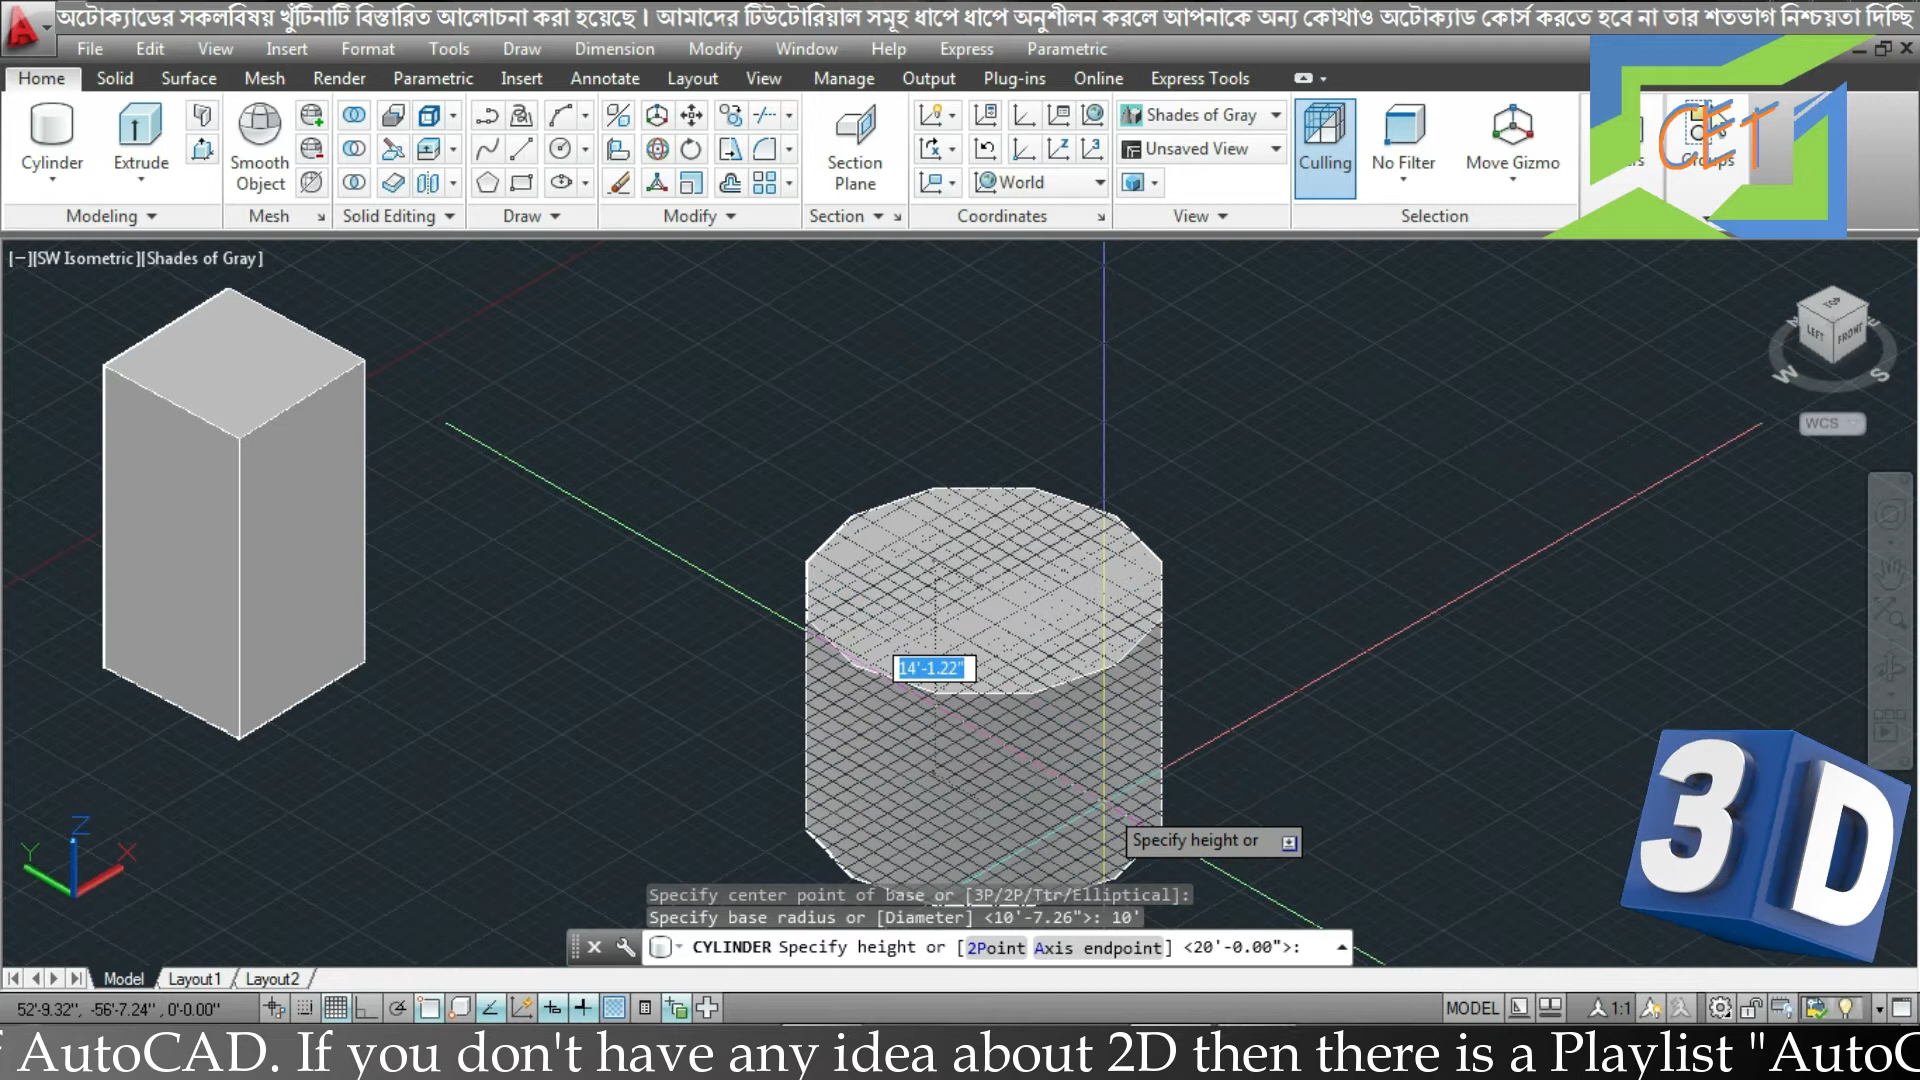 অটোক্যাডের সকলবিষয় খুঁটিনাটি বিস্তারিত আলোচনা করা হয়েছে। আমাদের টিউটোরিয়াল সমূহ ধাপে ধাপে অনুশীলন করলে আপনাকে অন্য কোথাও অটোক্যাড কোর্স করতে হবে না তার শতভাগ নিশ্চয়তা দিচ্ছি
File Edit View Insert Format Tools Draw Dimension Modify Window Help Express Parametric
Home Solid Surface Mesh Render Parametric Insert Annotate Layout View Manage Output Plug-ins Online Express Tools
CET
Shades of Gray
Unsaved View
World
Cylinder Extrude Smooth Object Section Plane Culling No Filter Move Gizmo Groups
Modeling Mesh Solid Editing Draw Modify Section Coordinates View Selection
[−][SW Isometric][Shades of Gray]
TOP
LEFT FRONT
N E
W S
WCS
14'-1.22"
Specify height or
3D
Z
Y X
Specify center point of base or [3P/2P/Ttr/Elliptical]:
Specify base radius or [Diameter] <10'-7.26">: 10'
CYLINDER Specify height or [2Point Axis endpoint] <20'-0.00">:
Model Layout1 Layout2
52'-9.32", -56'-7.24" , 0'-0.00" MODEL 1:1
AutoCAD. If you don't have any idea about 2D then there is a Playlist "AutoC